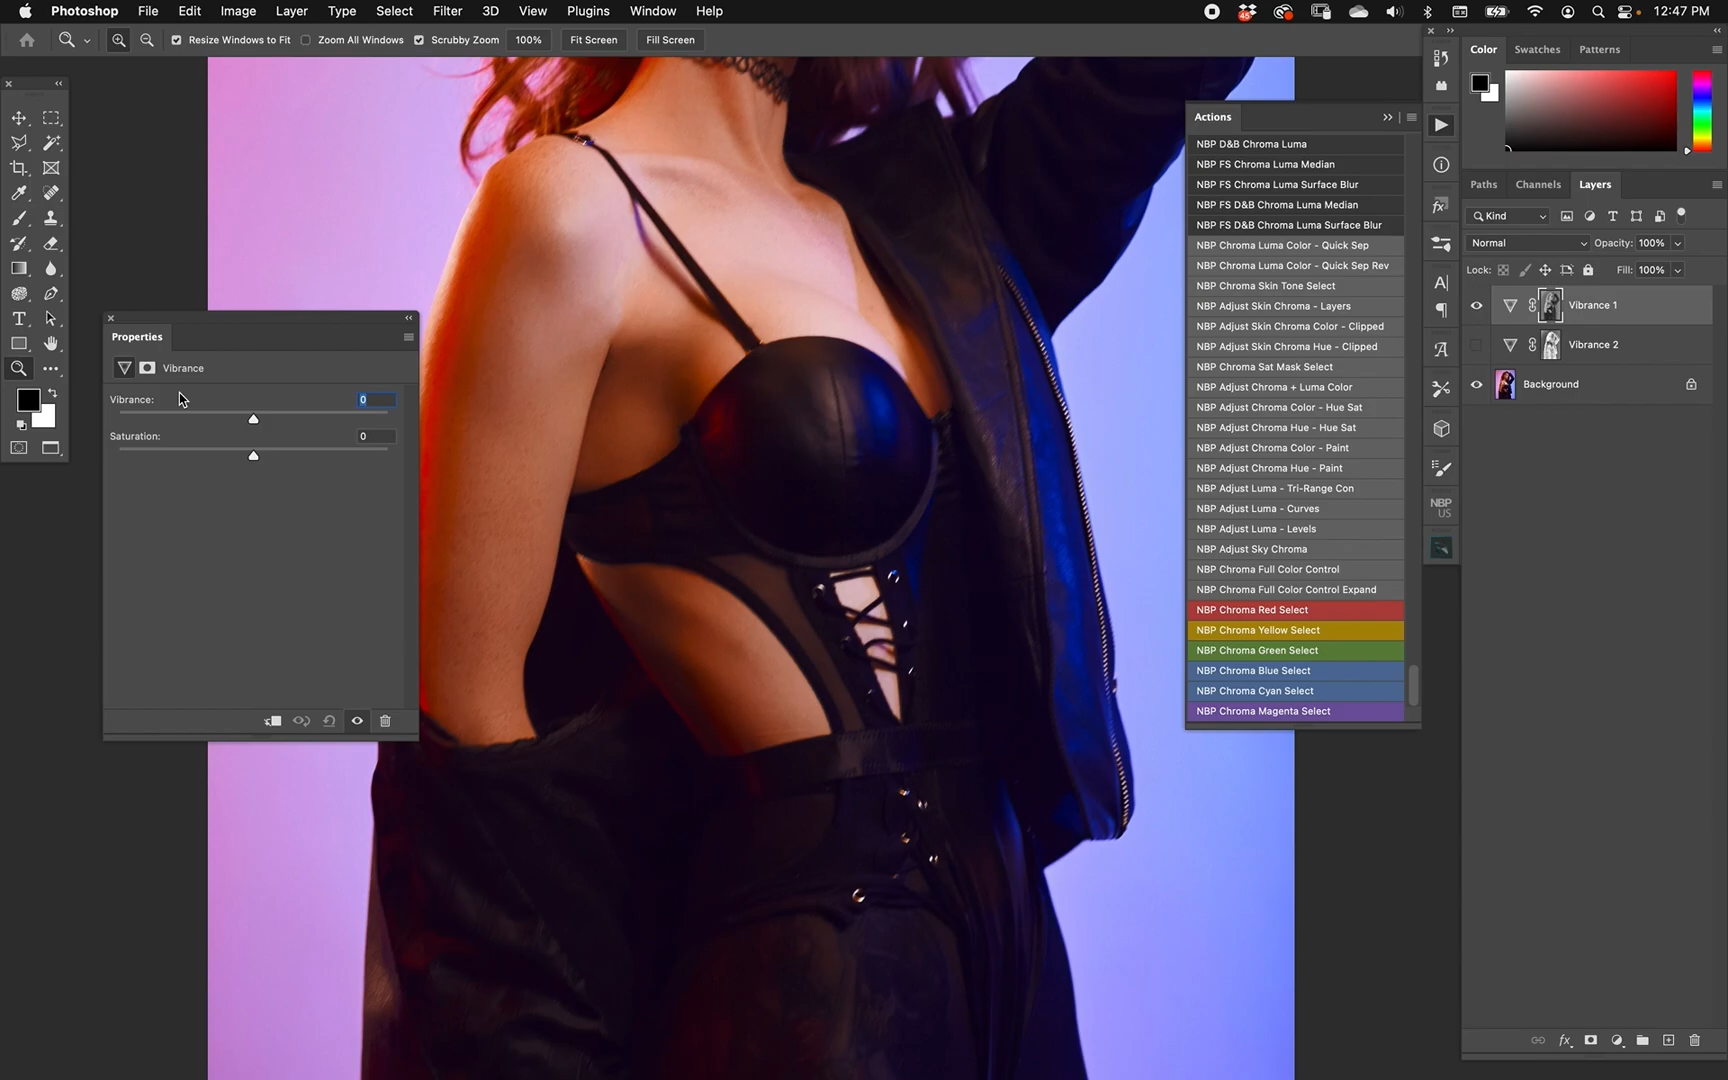 Photoshop File Edit Image Layer Type Select Filter 3D View Plugins Window Help 45 12:47 PM
Resize Windows to Fit Zoom All Windows Scrubby Zoom 100% Fit Screen Fill Screen
Properties
Vibrance
Vibrance: 0
Saturation: 0
Actions
NBP D&B Chroma Luma
NBP FS Chroma Luma Median
NBP FS Chroma Luma Surface Blur
NBP FS D&B Chroma Luma Median
NBP FS D&B Chroma Luma Surface Blur
NBP Chroma Luma Color - Quick Sep
NBP Chroma Luma Color - Quick Sep Rev
NBP Chroma Skin Tone Select
NBP Adjust Skin Chroma - Layers
NBP Adjust Skin Chroma Color - Clipped
NBP Adjust Skin Chroma Hue - Clipped
NBP Chroma Sat Mask Select
NBP Adjust Chroma + Luma Color
NBP Adjust Chroma Color - Hue Sat
NBP Adjust Chroma Hue - Hue Sat
NBP Adjust Chroma Color - Paint
NBP Adjust Chroma Hue - Paint
NBP Adjust Luma - Tri-Range Con
NBP Adjust Luma - Curves
NBP Adjust Luma - Levels
NBP Adjust Sky Chroma
NBP Chroma Full Color Control
NBP Chroma Full Color Control Expand
NBP Chroma Red Select
NBP Chroma Yellow Select
NBP Chroma Green Select
NBP Chroma Blue Select
NBP Chroma Cyan Select
NBP Chroma Magenta Select
NBP
US
Color Swatches Patterns
Paths Channels Layers
Kind
Normal Opacity: 100%
Lock: Fill: 100%
Vibrance 1
Vibrance 2
Background